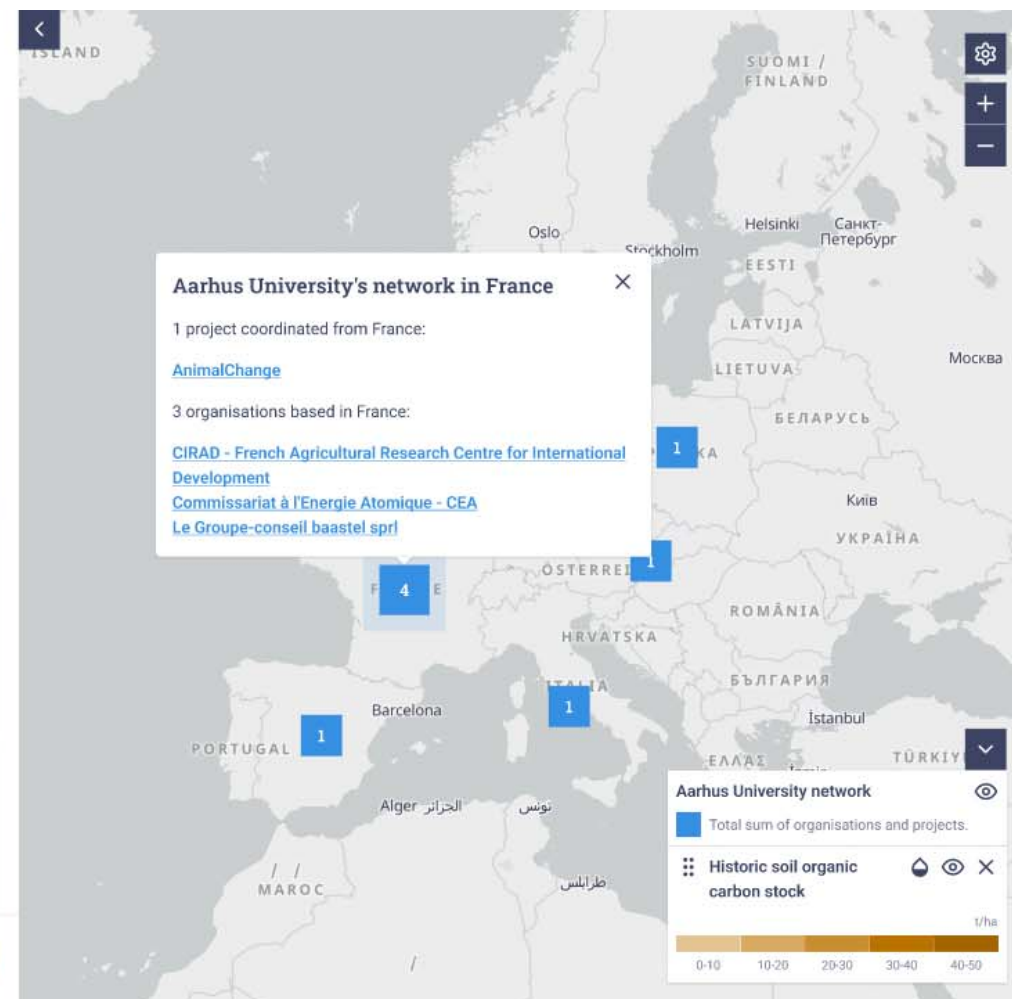 ISLAND
SUOMI /
FINLAND
Oslo
Helsinki
Санкт-
Петербург
Stockholm
EESTI
Aarhus University's network in France
1 project coordinated from France:
LATVIJA
AnimalChange
LIETUVA
Москва
3 organisations based in France:
БЕЛАРУСЬ
CIRAD - French Agricultural Research Centre for International
Development
1
KA
Commissariat à l'Energie Atomique - CEA
Київ
Le Groupe-conseil baastel sprl
УКРАЇНА
1
ÖSTERREI
F 4 E
ROMÂNIA
HRVATSKA
БЪЛГАРИЯ
ITALIA
1
Barcelona
İstanbul
1
PORTUGAL
ΕΛΛΑΣ
TÜRKIY
Aarhus University network
Total sum of organisations and projects.
Alger الجزائر
تونس
Historic soil organic
carbon stock
/ /
MAROC
طرابلس
t/ha
0-10 10-20 20-30 30-40 40-50
/